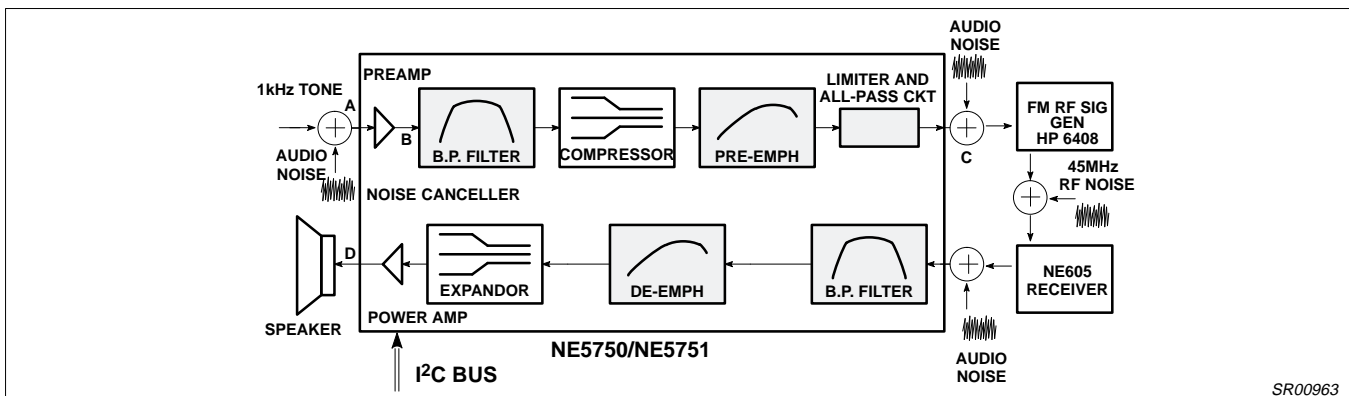 AUDIO
NOISE
PREAMP
LIMITER AND
ALL-PASS CKT
1kHz TONE
A
FM RF SIG
GEN
HP 6408
B
B.P. FILTER
COMPRESSOR
PRE-EMPH
C
AUDIO
NOISE
45MHz
RF NOISE
NOISE CANCELLER
D
NE605
RECEIVER
EXPANDOR
DE-EMPH
B.P. FILTER
SPEAKER
POWER AMP
NE5750/NE5751
AUDIO
NOISE
I2C BUS
SR00963